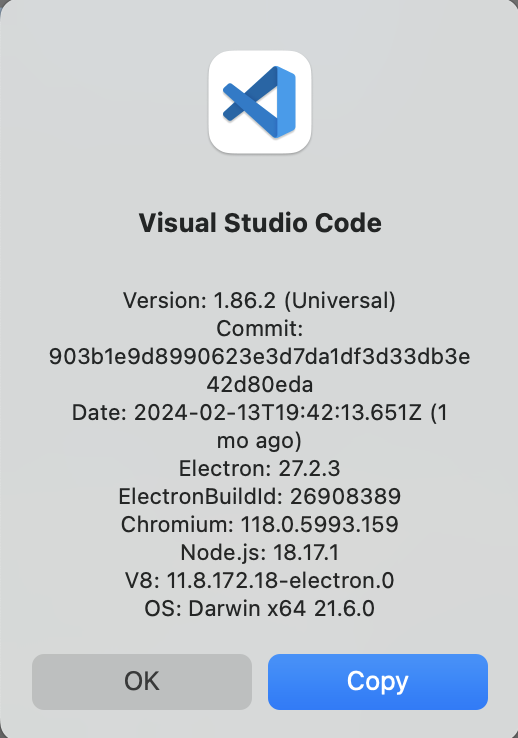 Visual Studio Code
Version: 1.86.2 (Universal)
Commit:
903b1e9d8990623e3d7da1df3d33db3e
42d80eda
Date: 2024-02-13T19:42:13.651Z (1
mo ago)
Electron: 27.2.3
ElectronBuildId: 26908389
Chromium: 118.0.5993.159
Node.js: 18.17.1
V8: 11.8.172.18-electron.0
OS: Darwin x64 21.6.0
OK
Copy